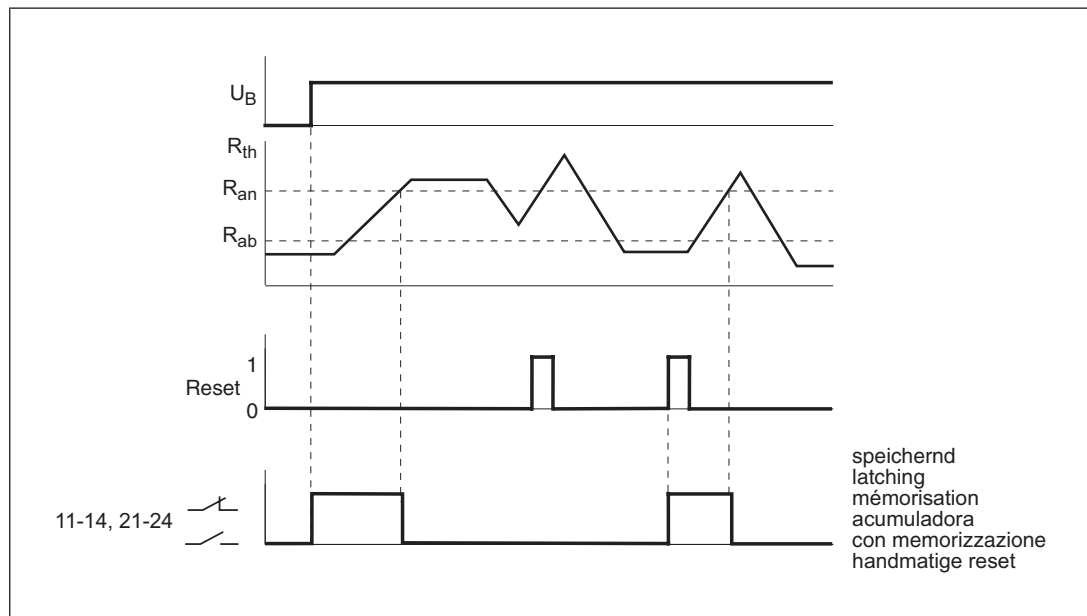 U_B
R_th
R_an
R_ab
1
Reset
0
11-14, 21-24
speichernd
latching
mémorisation
acumuladora
con memorizzazione
handmatige reset